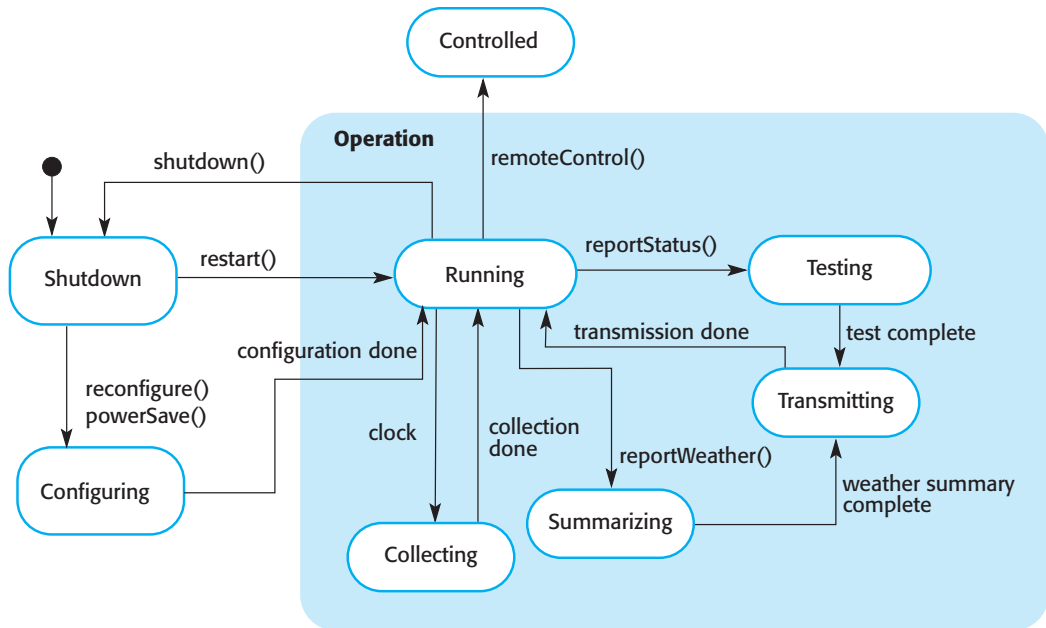 Controlled
Operation
shutdown()
remoteControl()
Shutdown
restart()
Running
reportStatus()
Testing
configuration done
transmission done
test complete
reconfigure()
powerSave()
clock
collection
done
Transmitting
reportWeather()
Configuring
Summarizing
weather summary
complete
Collecting